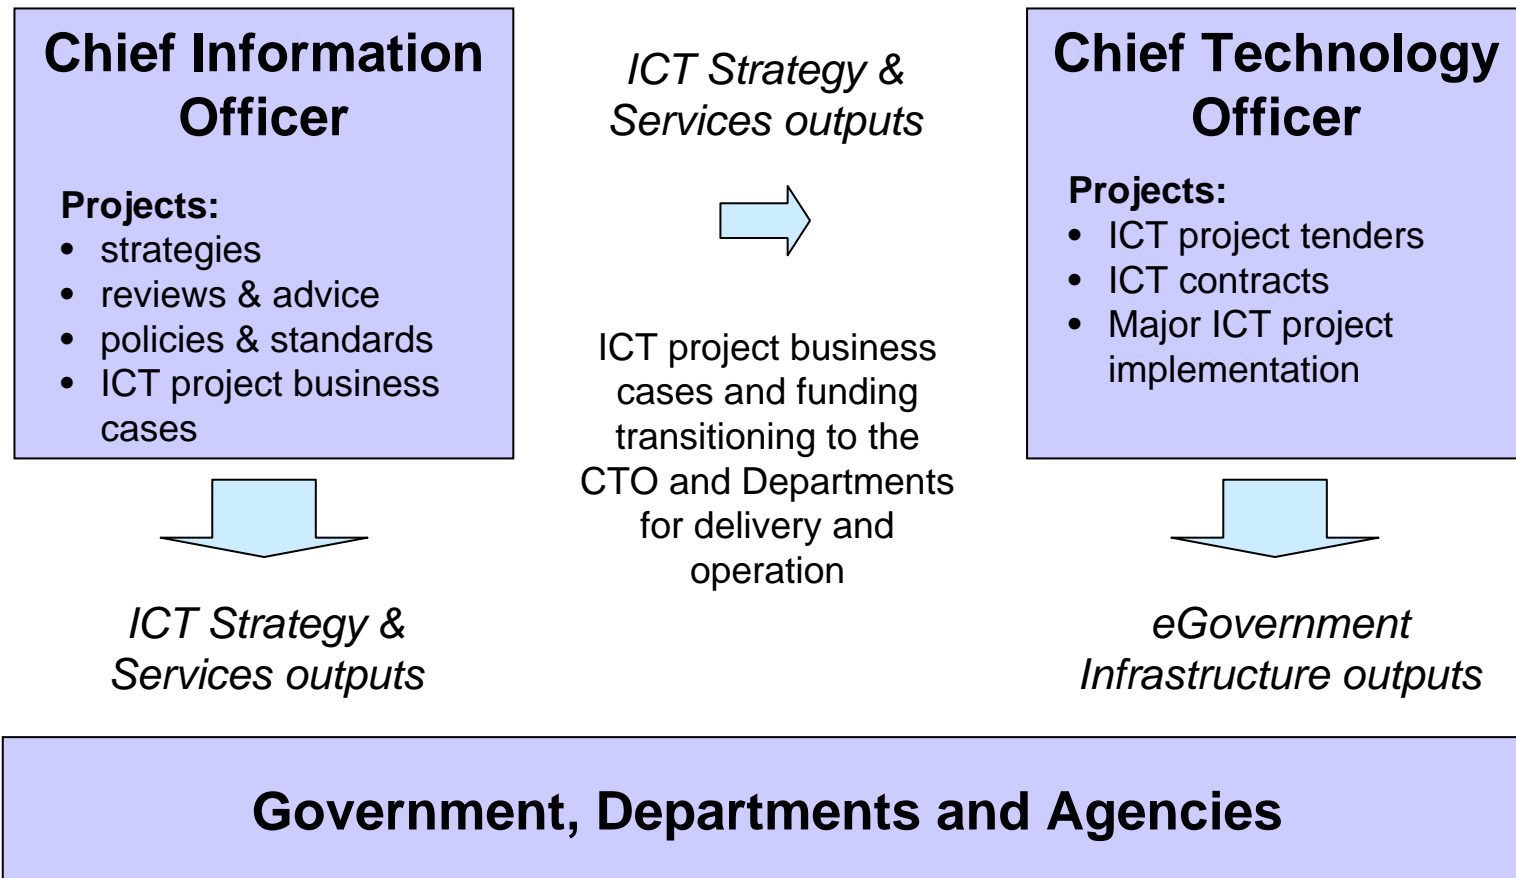 Chief Information
Officer
Projects:
• strategies
• reviews & advice
• policies & standards
• ICT project business
cases
ICT Strategy &
Services outputs
ICT project business
cases and funding
transitioning to the
CTO and Departments
for delivery and
operation
Chief Technology
Officer
Projects:
• ICT project tenders
• ICT contracts
• Major ICT project
implementation
ICT Strategy &
Services outputs
eGovernment
Infrastructure outputs
Government, Departments and Agencies